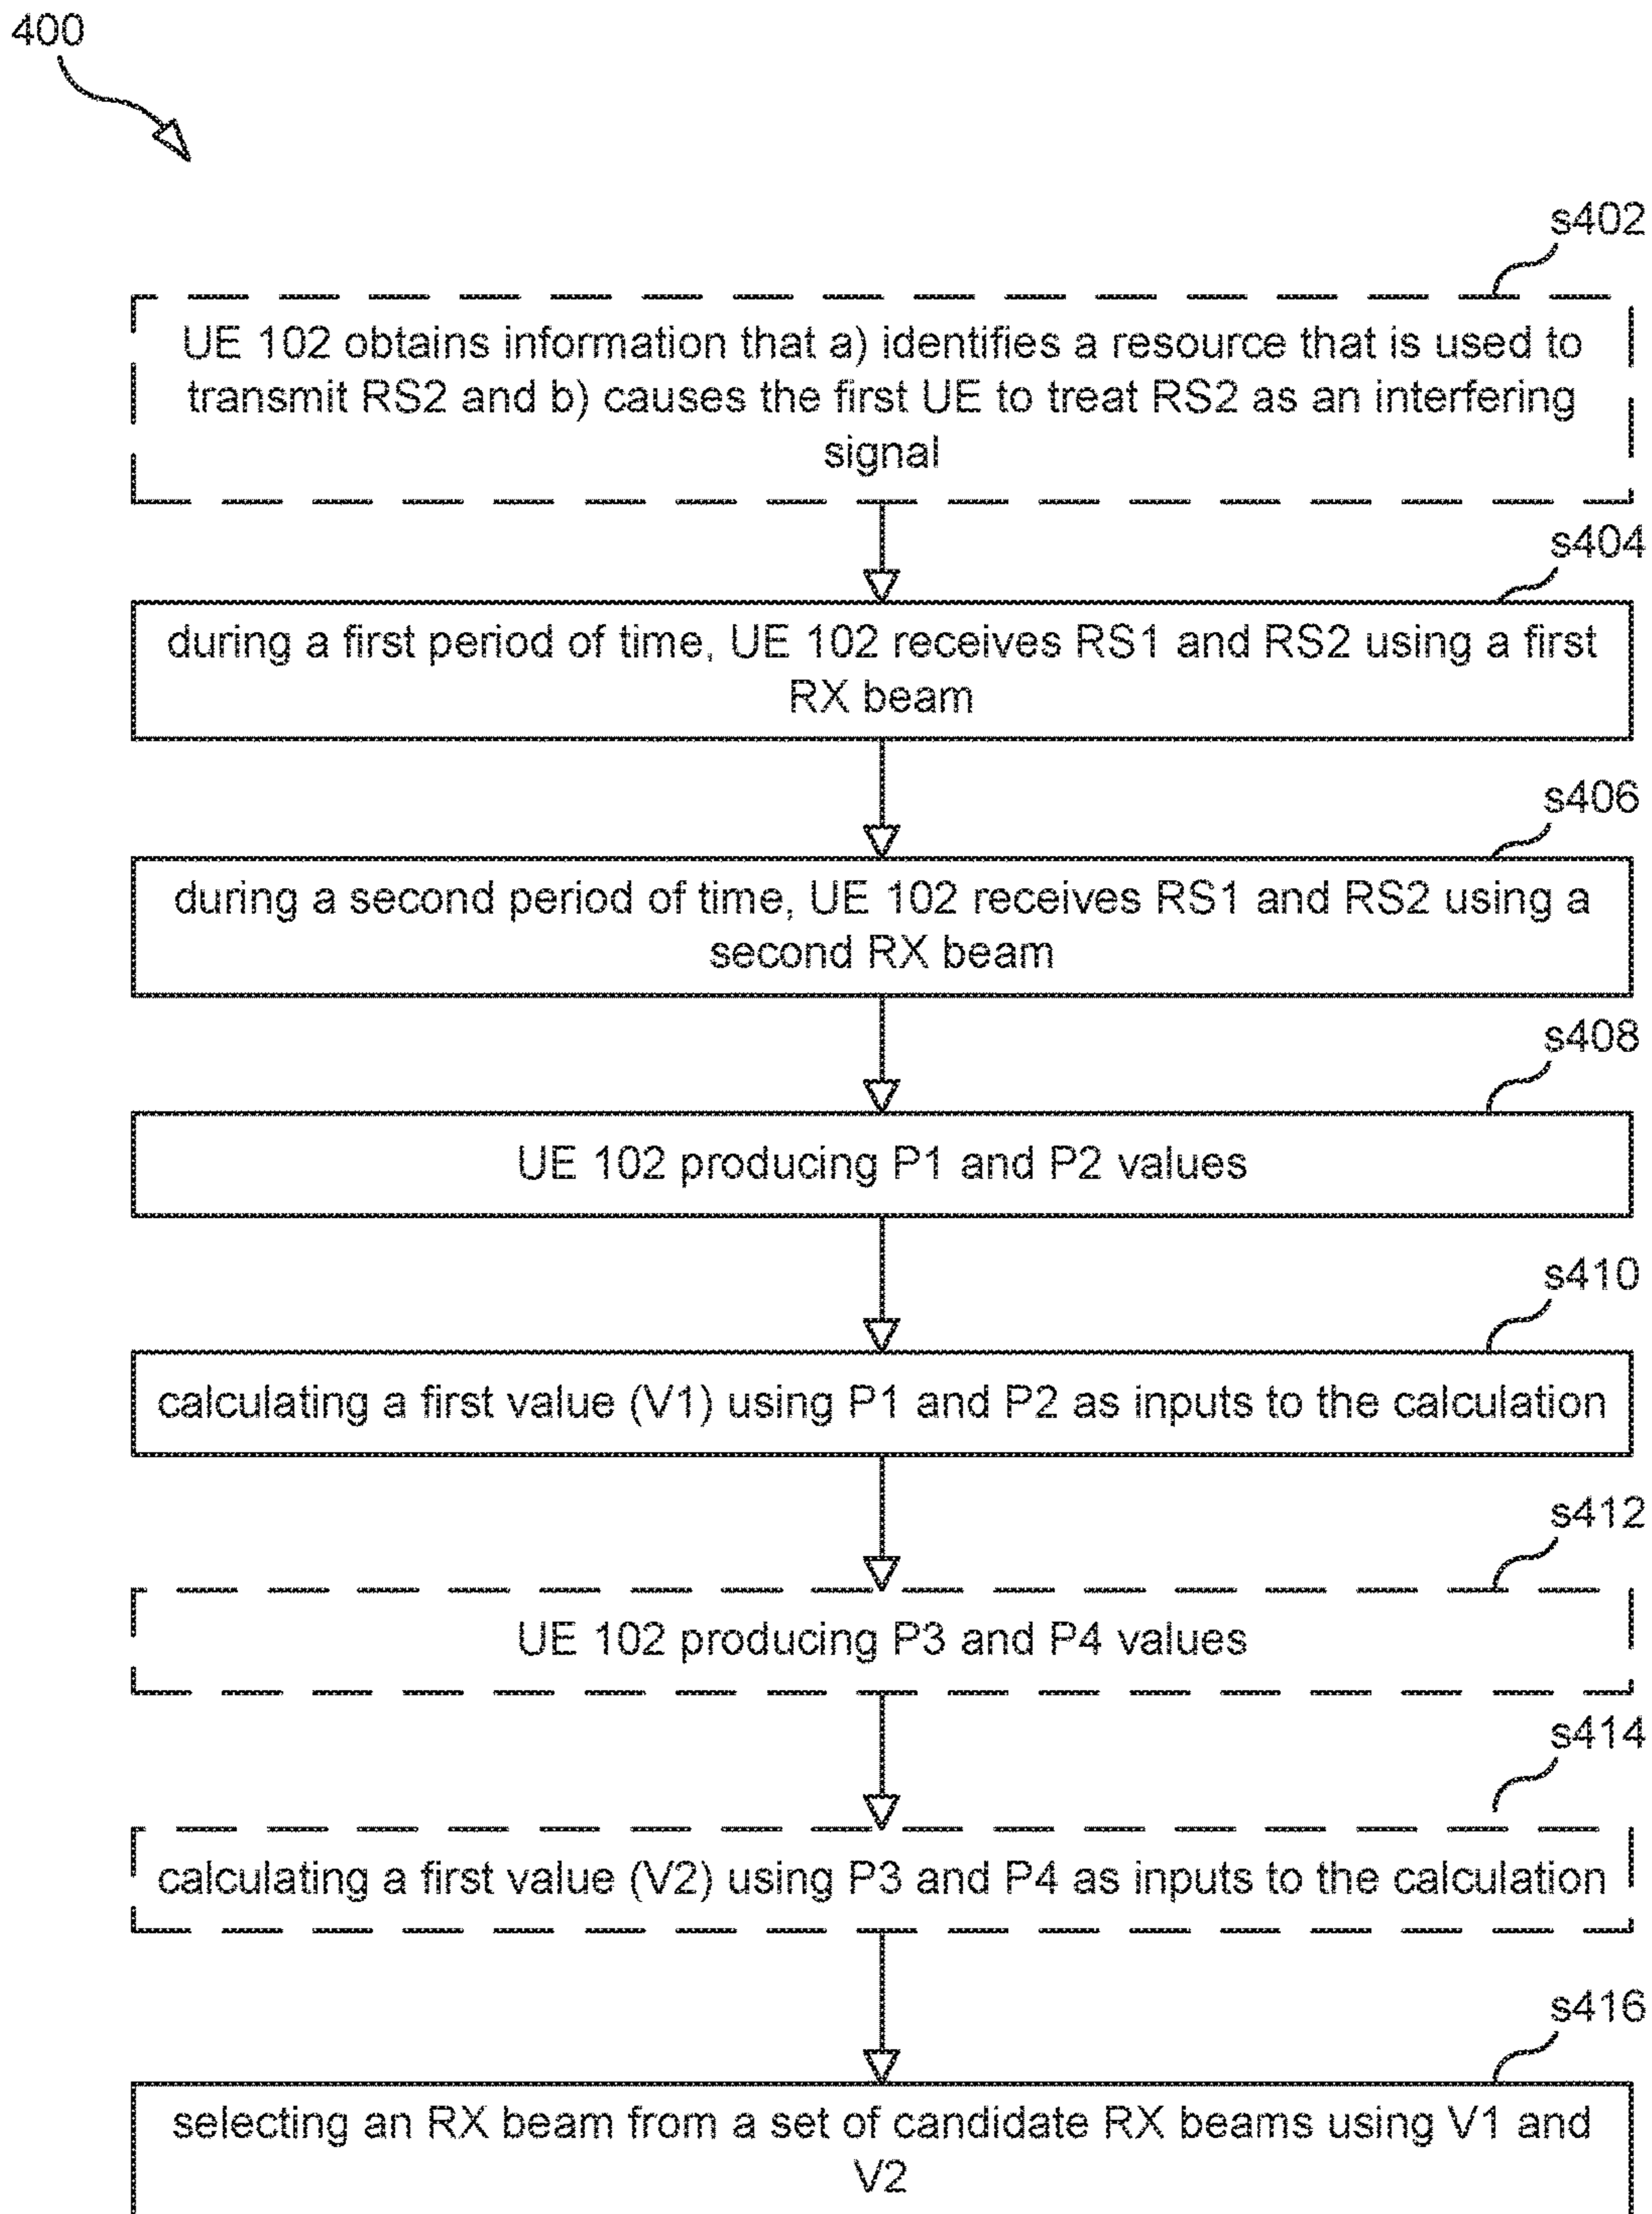 400
s402
UE 102 obtains information that a) identifies a resource that is used to
transmit RS2 and b) causes the first UE to treat RS2 as an interfering
signal
s404
during a first period of time, UE 102 receives RS1 and RS2 using a first
RX beam
s406
during a second period of time, UE 102 receives RS1 and RS2 using a
second RX beam
s408
UE 102 producing P1 and P2 values
s410
calculating a first value (V1) using P1 and P2 as inputs to the calculation
s412
UE 102 producing P3 and P4 values
s414
calculating a first value (V2) using P3 and P4 as inputs to the calculation
s416
selecting an RX beam from a set of candidate RX beams using V1 and
V2